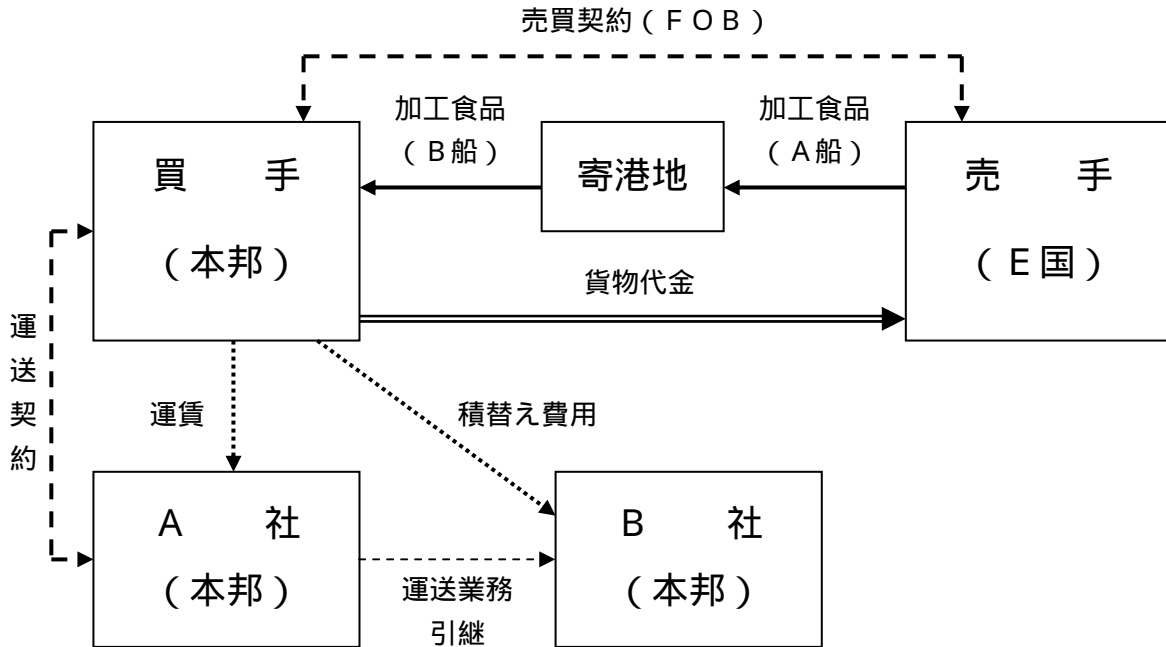 売買契約（ＦＯＢ）
加工食品
（Ｂ船）
加工食品
（Ａ船）
買　　手
（本邦）
寄港地
売　　手
（Ｅ国）
貨物代金
運送契約
運賃
積替え費用
Ａ　　社
（本邦）
Ｂ　　社
（本邦）
運送業務
引継